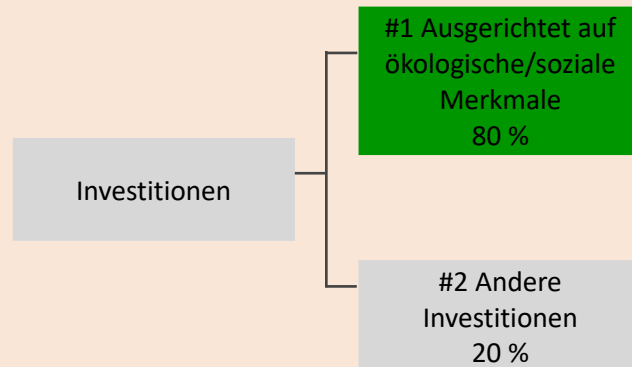 #1 Ausgerichtet auf
ökologische/soziale
Merkmale
80 %
Investitionen
#2 Andere
Investitionen
20 %